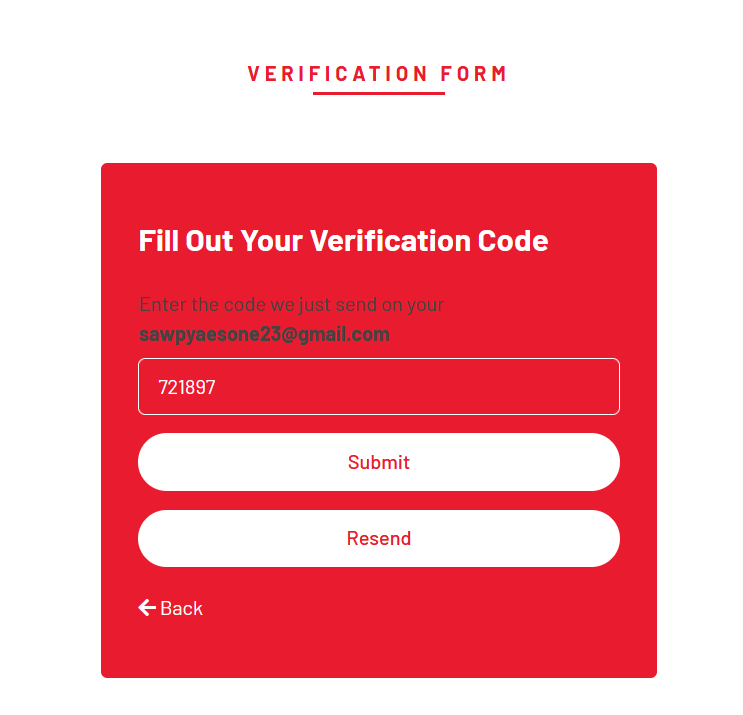 VERIFICATION FORM
Fill Out Your Verification Code
Enter the code we just send on your
sawpyaesone23@gmail.com
721897
Submit
Resend
Back